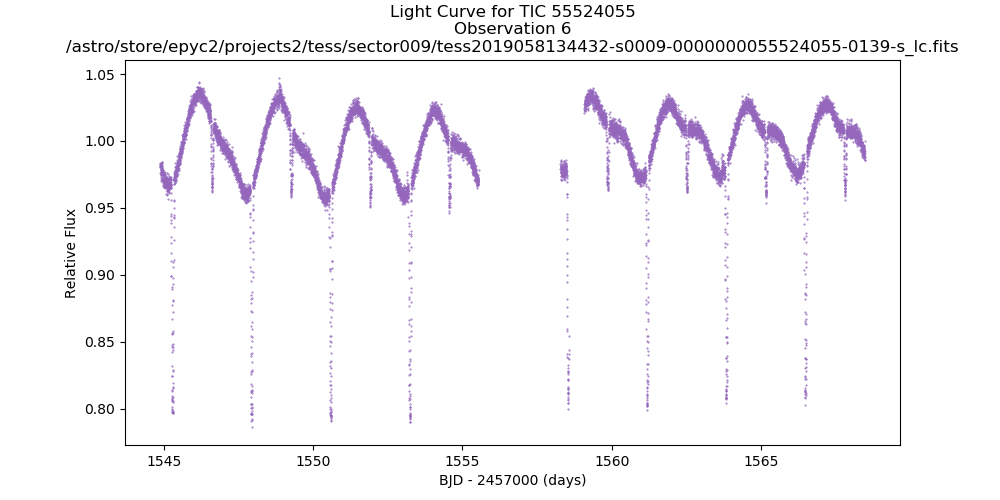 Light Curve for TIC 55524055
Observation 6
/astro/store/epyc2/projects2/tess/sector009/tess2019058134432-s0009-0000000055524055-0139-s_lc.fits
1.05
1.00
0.95
0.90
0.85
0.80
Relative Flux
1545
1550
1555
1560
1565
BJD - 2457000 (days)